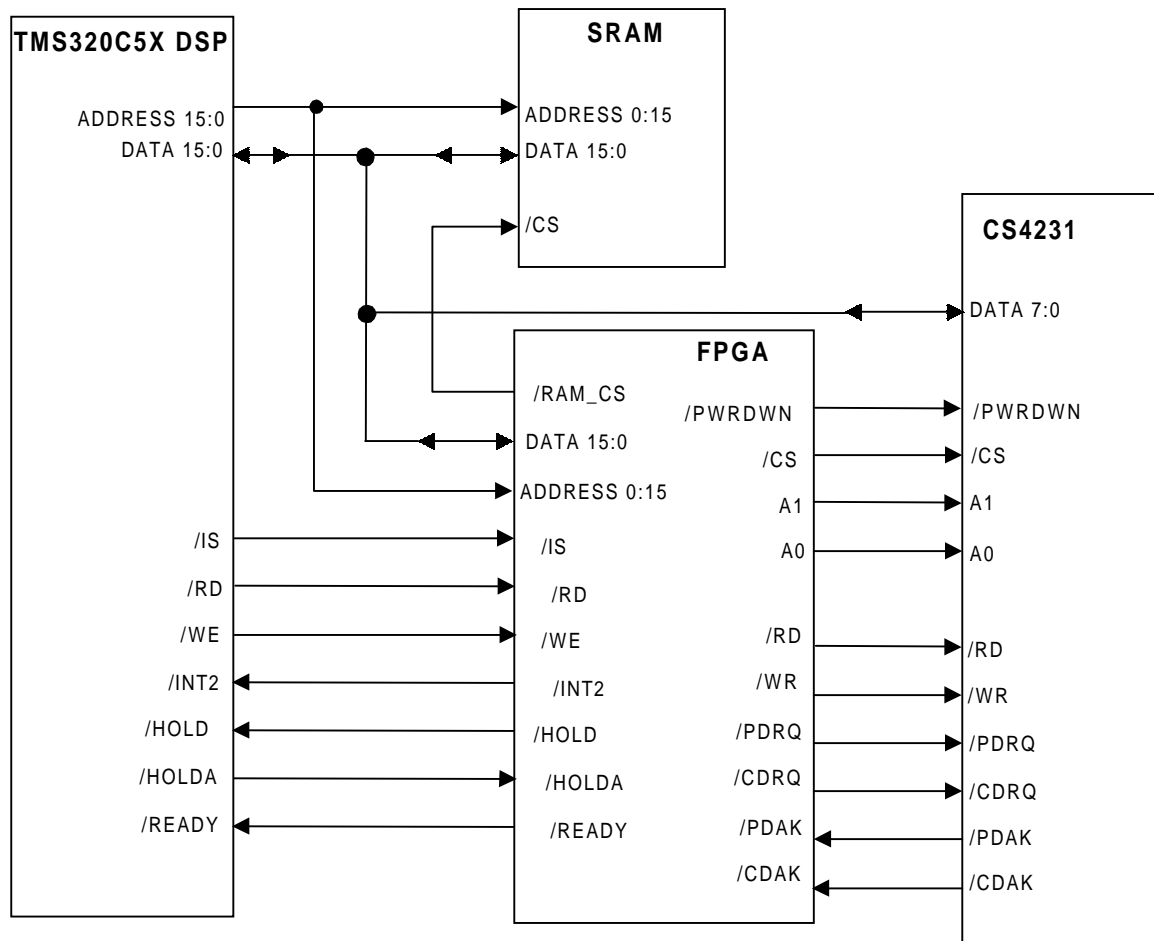 TMS320C5X DSP
ADDRESS 15:0
DATA 15:0
/IS
/RD
/WE
/INT2
/HOLD
/HOLDA
/READY
SRAM
ADDRESS 0:15
DATA 15:0
/CS
FPGA
/RAM_CS
DATA 15:0
ADDRESS 0:15
/IS
/RD
/WE
/INT2
/HOLD
/HOLDA
/READY
/PWRDWN
/CS
A1
A0
/RD
/WR
/PDRQ
/CDRQ
/PDAK
/CDAK
CS4231
DATA 7:0
/PWRDWN
/CS
A1
A0
/RD
/WR
/PDRQ
/CDRQ
/PDAK
/CDAK